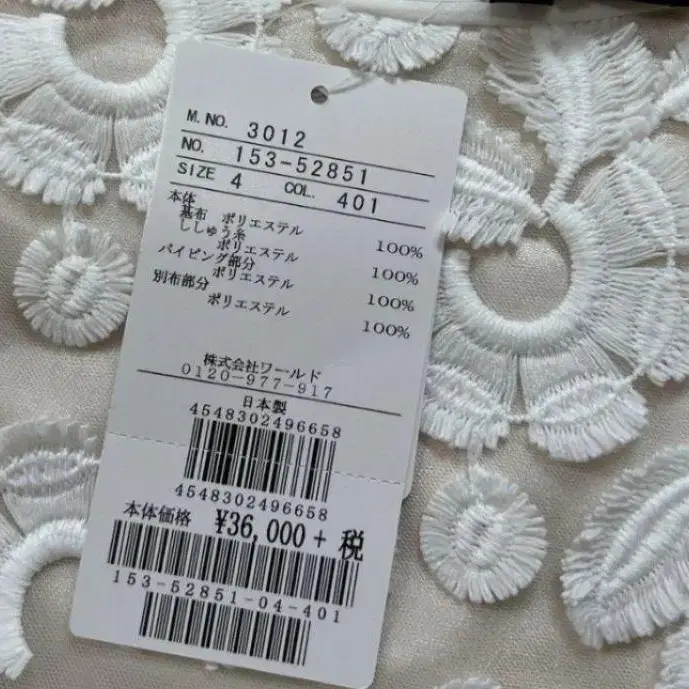 M.NO. 3012
NO. 153-52851
SIZE 4 COL. 401
本体
基布 ポリエステル 100%
ししゅう糸
ポリエステル 100%
パイピング部分
ポリエステル 100%
別布部分
ポリエステル 100%
株式会社ワールド
0120-977-917
日本製
4548302496658
4548302496658
本体価格 ¥36,000+税
153-52851-04-401